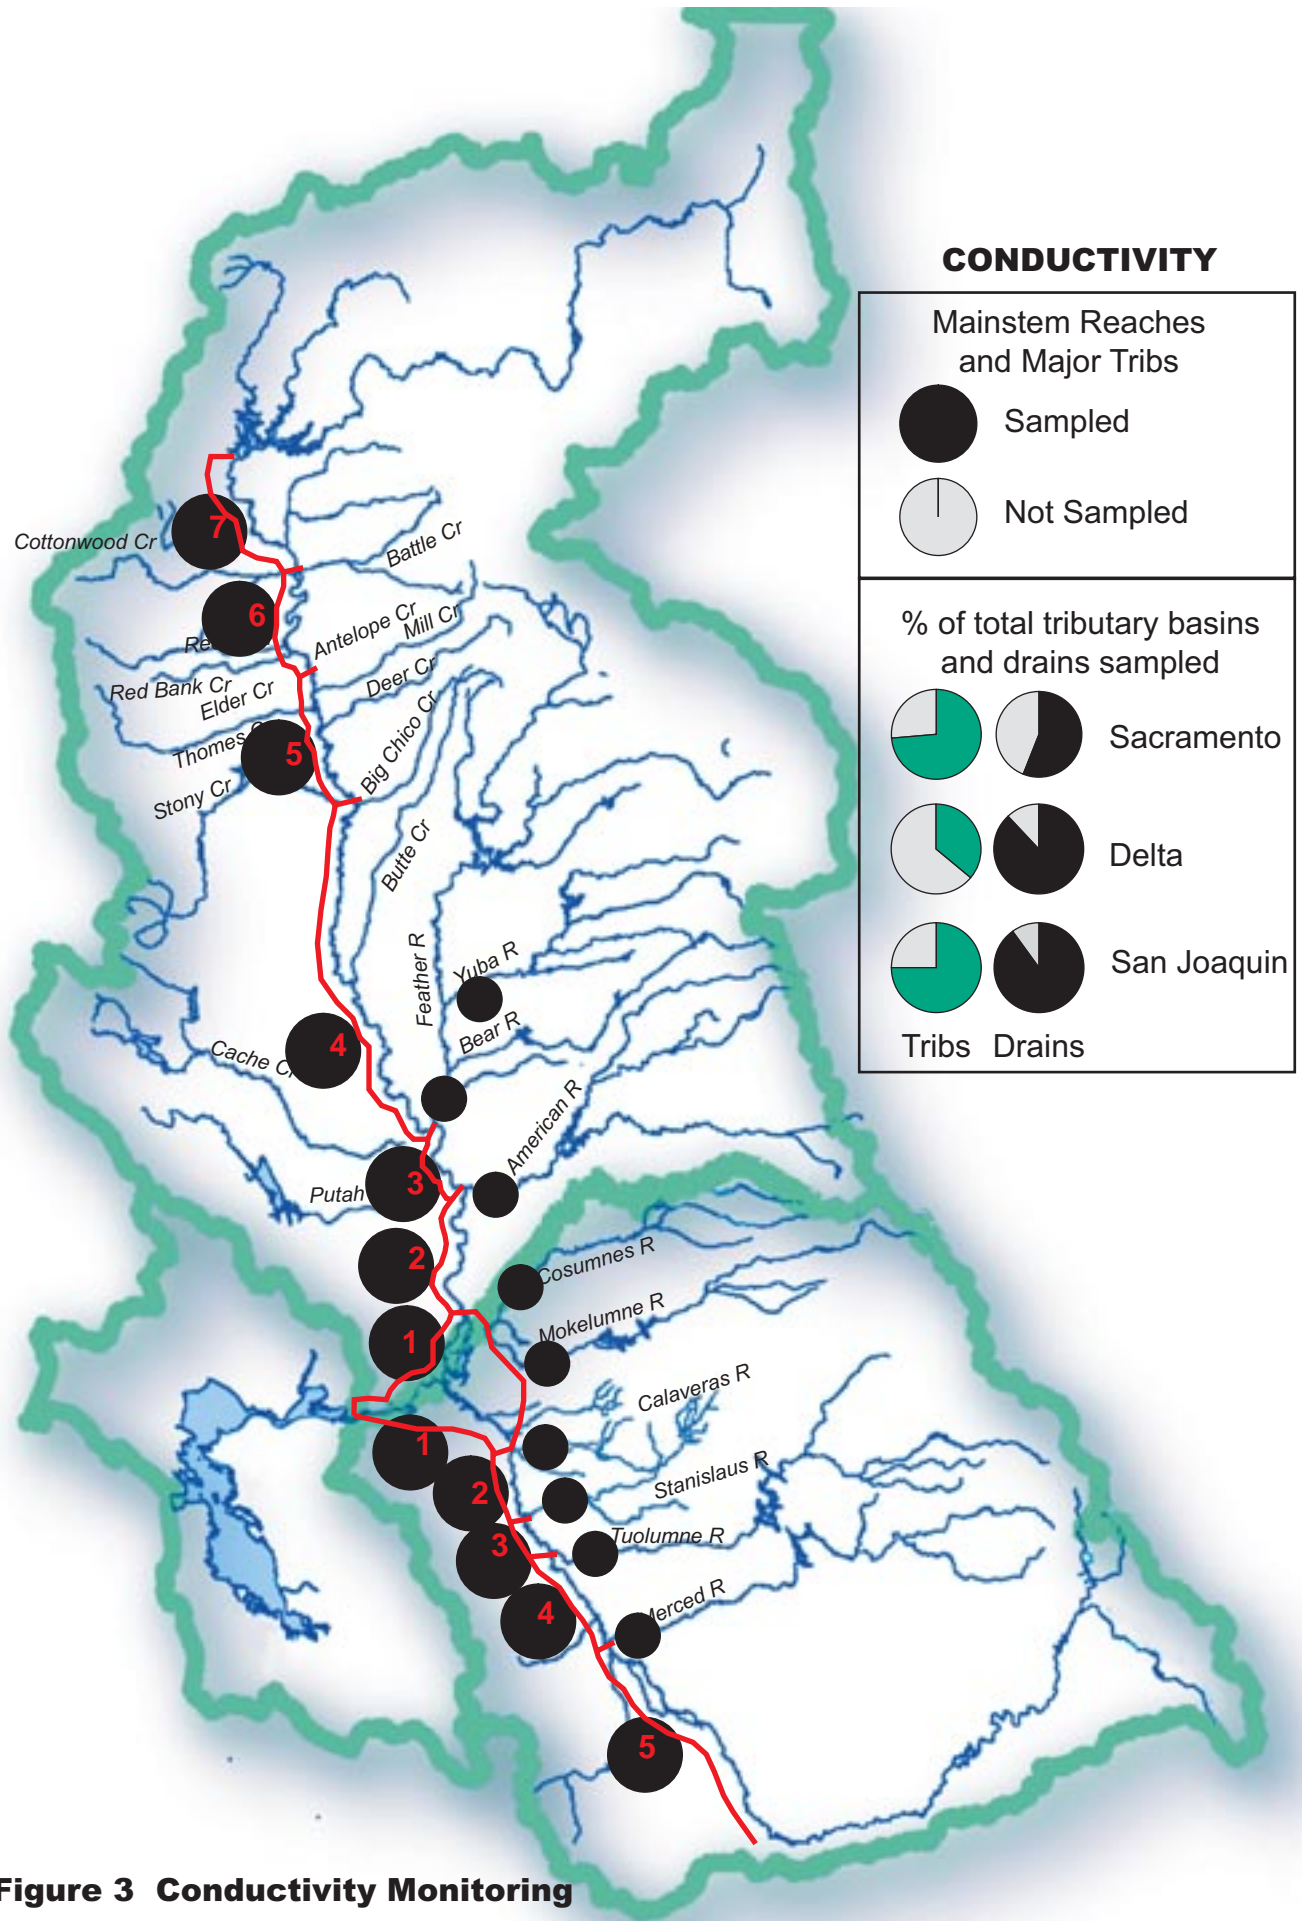 CONDUCTIVITY
Mainstem Reaches
and Major Tribs
Sampled
Not Sampled
% of total tributary basins
and drains sampled
Sacramento
Delta
San Joaquin
Tribs Drains
7
Cottonwood Cr
Battle Cr
6
Antelope Cr
Mill Cr
Red Bank Cr
Elder Cr
Deer Cr
Thomes
5
Big Chico Cr
Stony Cr
Butte Cr
Feather R
Yuba R
Bear R
4
Cache Cr
American R
3
Putah
2
Cosumnes R
1
Mokelumne R
Calaveras R
1
2
Stanislaus R
3
Tuolumne R
4
Merced R
5
Figure 3 Conductivity Monitoring